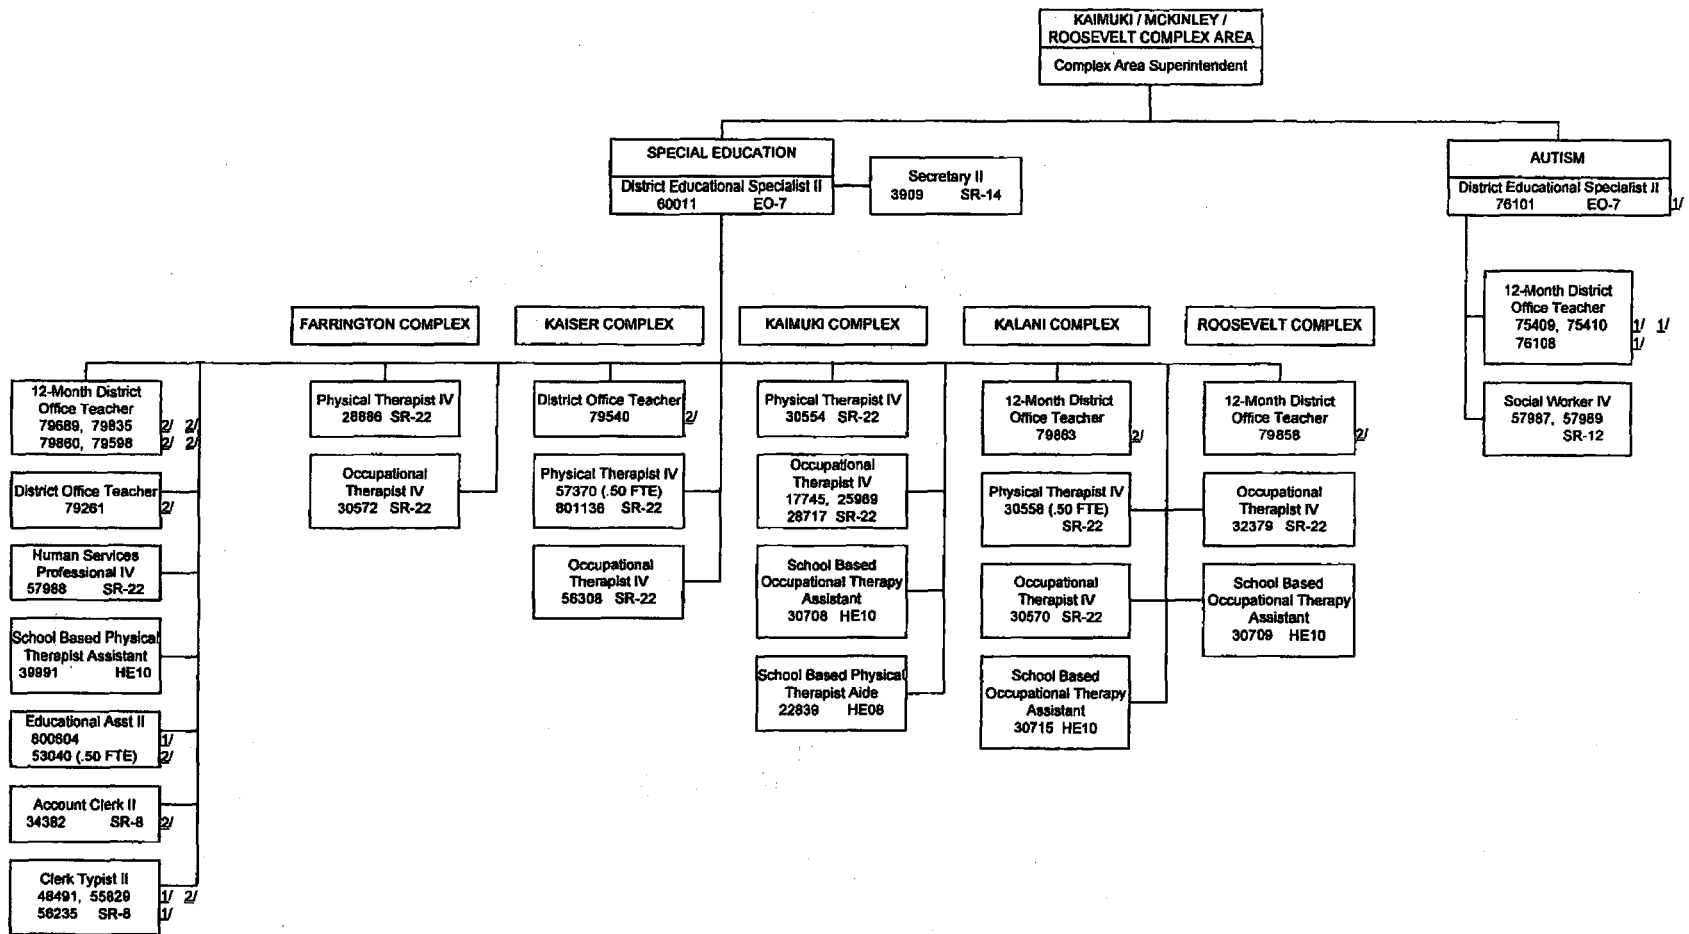 KAIMUKI / MCKINLEY /
ROOSEVELT COMPLEX AREA
Complex Area Superintendent
SPECIAL EDUCATION
District Educational Specialist II
60011 EO-7
Secretary II
3909 SR-14
AUTISM
District Educational Specialist II
76101 EO-7 1/
12-Month District
Office Teacher
75409, 75410 1/ 1/
76108 1/
Social Worker IV
57987, 57989
SR-12
12-Month District
Office Teacher
79689, 79835 2/ 2/
79860, 79598 2/ 2/
District Office Teacher
79261 2/
Human Services
Professional IV
57988 SR-22
School Based Physical
Therapist Assistant
39991 HE10
Educational Asst II
800604 1/
53040 (.50 FTE) 2/
Account Clerk II
34382 SR-8 2/
Clerk Typist II
48491, 55829 1/ 2/
56235 SR-8 1/
FARRINGTON COMPLEX
Physical Therapist IV
28886 SR-22
Occupational
Therapist IV
30572 SR-22
KAISER COMPLEX
District Office Teacher
79540 2/
Physical Therapist IV
57370 (.50 FTE)
801136 SR-22
Occupational
Therapist IV
56308 SR-22
KAIMUKI COMPLEX
Physical Therapist IV
30554 SR-22
Occupational
Therapist IV
17745, 25969
28717 SR-22
School Based
Occupational Therapy
Assistant
30708 HE10
School Based Physical
Therapist Aide
22839 HE08
KALANI COMPLEX
12-Month District
Office Teacher
79863 2/
Physical Therapist IV
30558 (.50 FTE)
SR-22
Occupational
Therapist IV
30570 SR-22
School Based
Occupational Therapy
Assistant
30715 HE10
ROOSEVELT COMPLEX
12-Month District
Office Teacher
79858 2/
Occupational
Therapist IV
32379 SR-22
School Based
Occupational Therapy
Assistant
30709 HE10